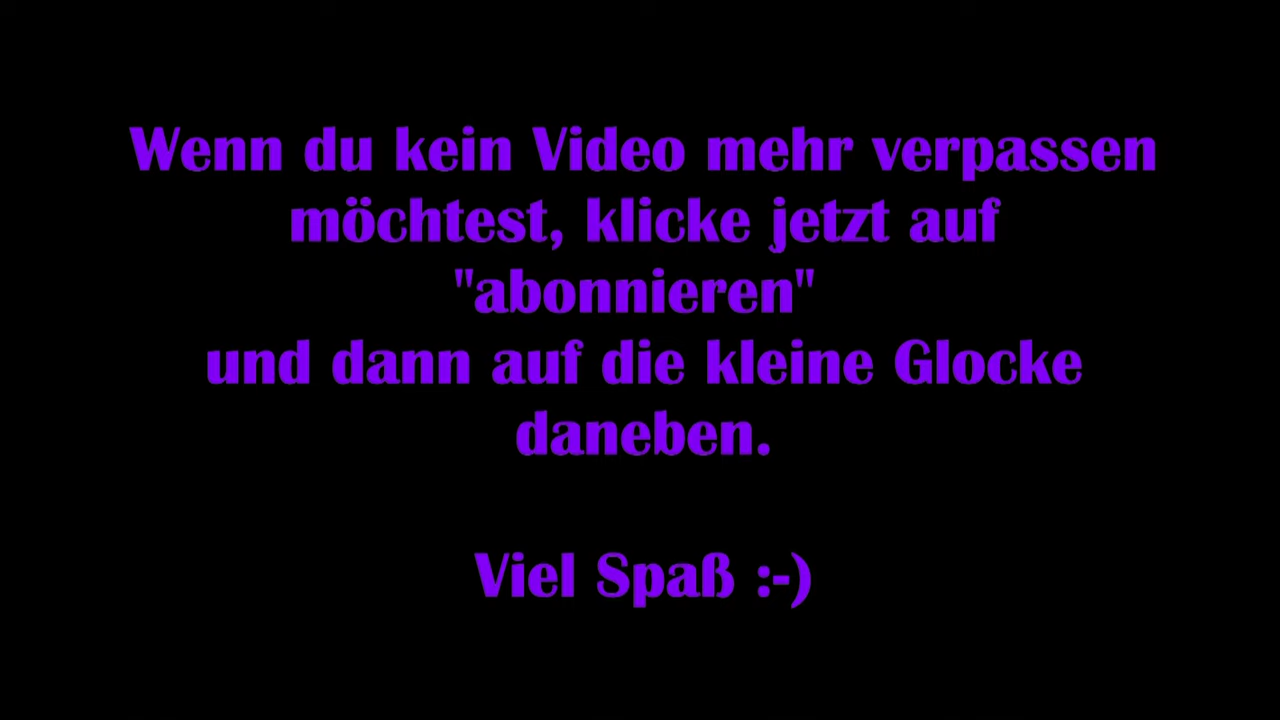 Wenn du kein Video mehr verpassen
möchtest, klicke jetzt auf
"abonnieren"
und dann auf die kleine Glocke
daneben.
Viel Spaß :-)